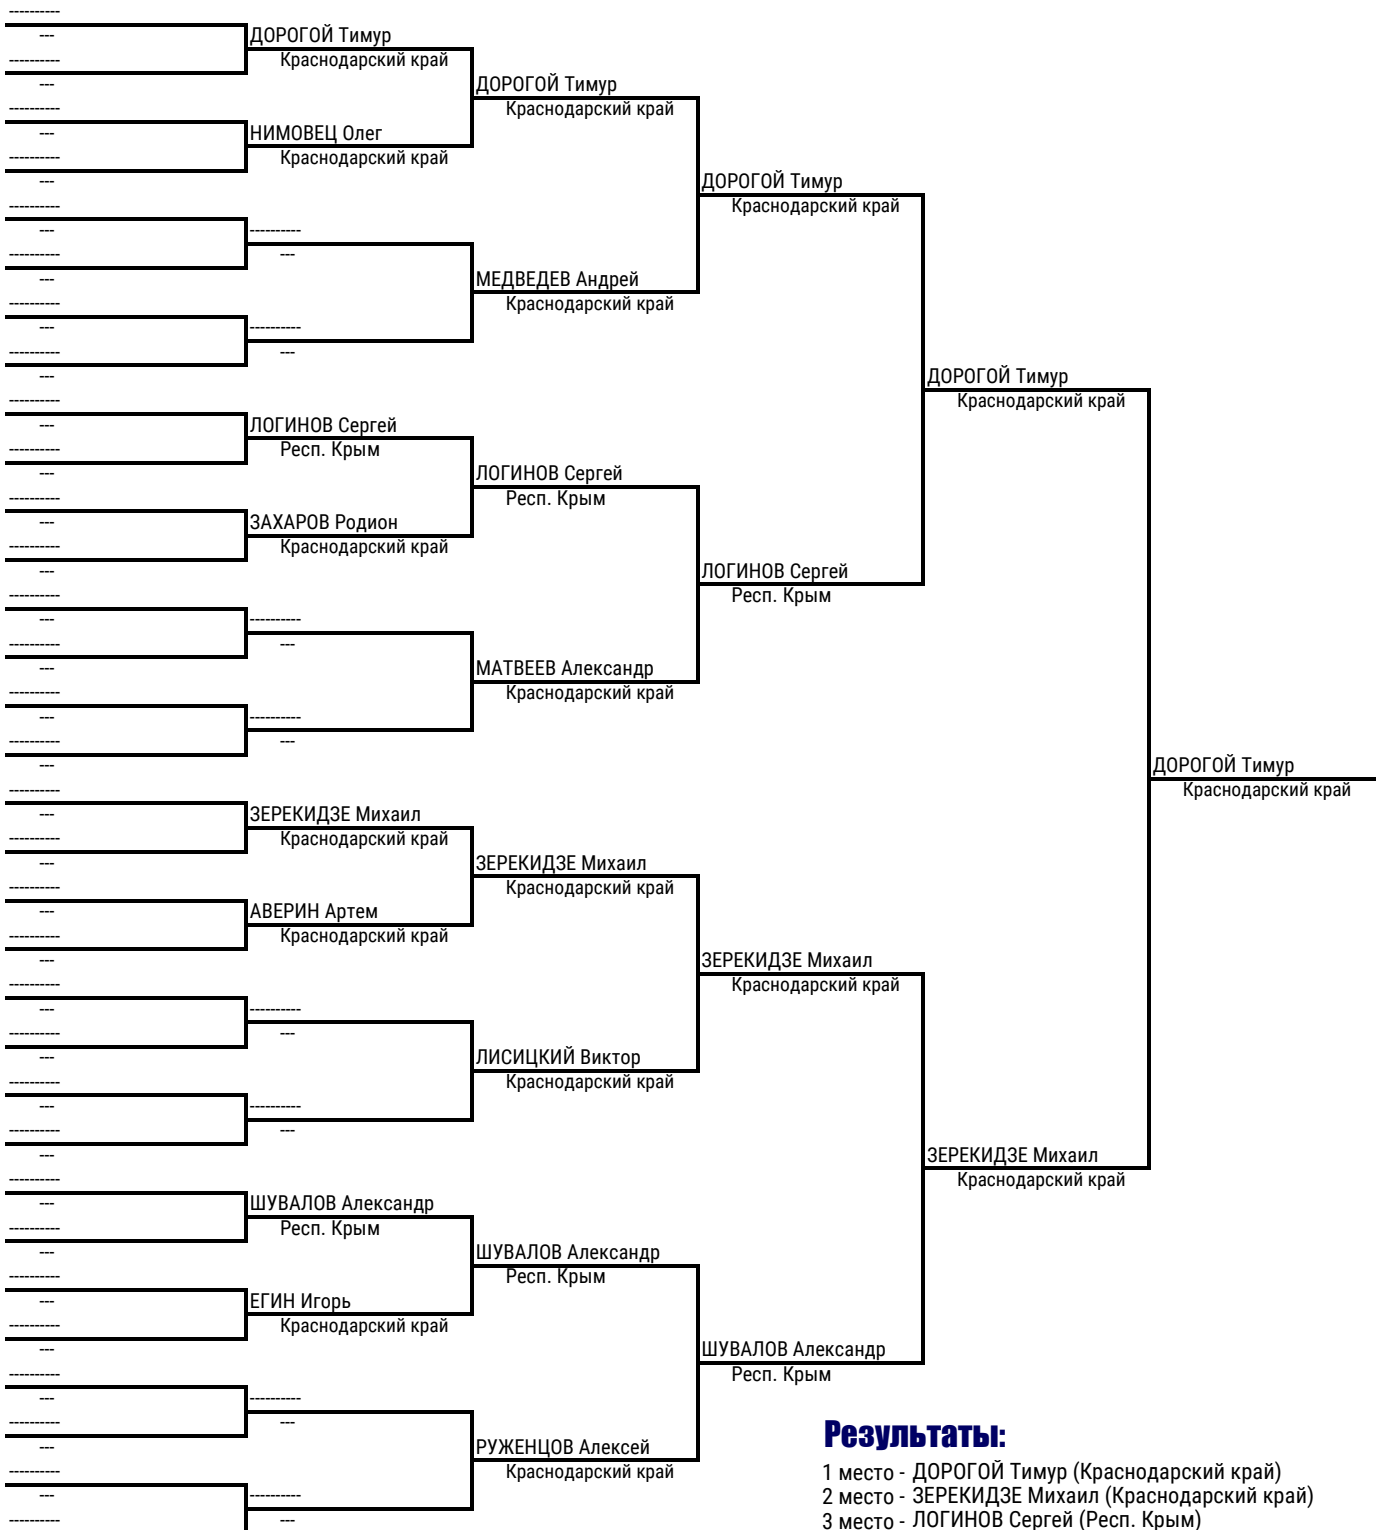 ----------
---
----------
---
----------
---
----------
---
----------
---
----------
---
----------
---
----------
---
----------
---
----------
---
----------
---
----------
---
----------
---
----------
---
----------
---
----------
---
----------
---
----------
---
----------
---
----------
---
----------
---
----------
---
----------
---
----------
---
----------
---
----------
---
----------
---
----------
---
----------
---
----------
---
----------
---
----------
ДОРОГОЙ Тимур
Краснодарский край
НИМОВЕЦ Олег
Краснодарский край
----------
---
----------
---
ЛОГИНОВ Сергей
Респ. Крым
ЗАХАРОВ Родион
Краснодарский край
----------
---
----------
---
ЗЕРЕКИДЗЕ Михаил
Краснодарский край
АВЕРИН Артем
Краснодарский край
----------
---
----------
---
ШУВАЛОВ Александр
Респ. Крым
ЕГИН Игорь
Краснодарский край
----------
---
----------
---
ДОРОГОЙ Тимур
Краснодарский край
МЕДВЕДЕВ Андрей
Краснодарский край
ЛОГИНОВ Сергей
Респ. Крым
МАТВЕЕВ Александр
Краснодарский край
ЗЕРЕКИДЗЕ Михаил
Краснодарский край
ЛИСИЦКИЙ Виктор
Краснодарский край
ШУВАЛОВ Александр
Респ. Крым
РУЖЕНЦОВ Алексей
Краснодарский край
ДОРОГОЙ Тимур
Краснодарский край
ЛОГИНОВ Сергей
Респ. Крым
ЗЕРЕКИДЗЕ Михаил
Краснодарский край
ШУВАЛОВ Александр
Респ. Крым
ДОРОГОЙ Тимур
Краснодарский край
ЗЕРЕКИДЗЕ Михаил
Краснодарский край
ДОРОГОЙ Тимур
Краснодарский край
Результаты:
1 место - ДОРОГОЙ Тимур (Краснодарский край)
2 место - ЗЕРЕКИДЗЕ Михаил (Краснодарский край)
3 место - ЛОГИНОВ Сергей (Респ. Крым)